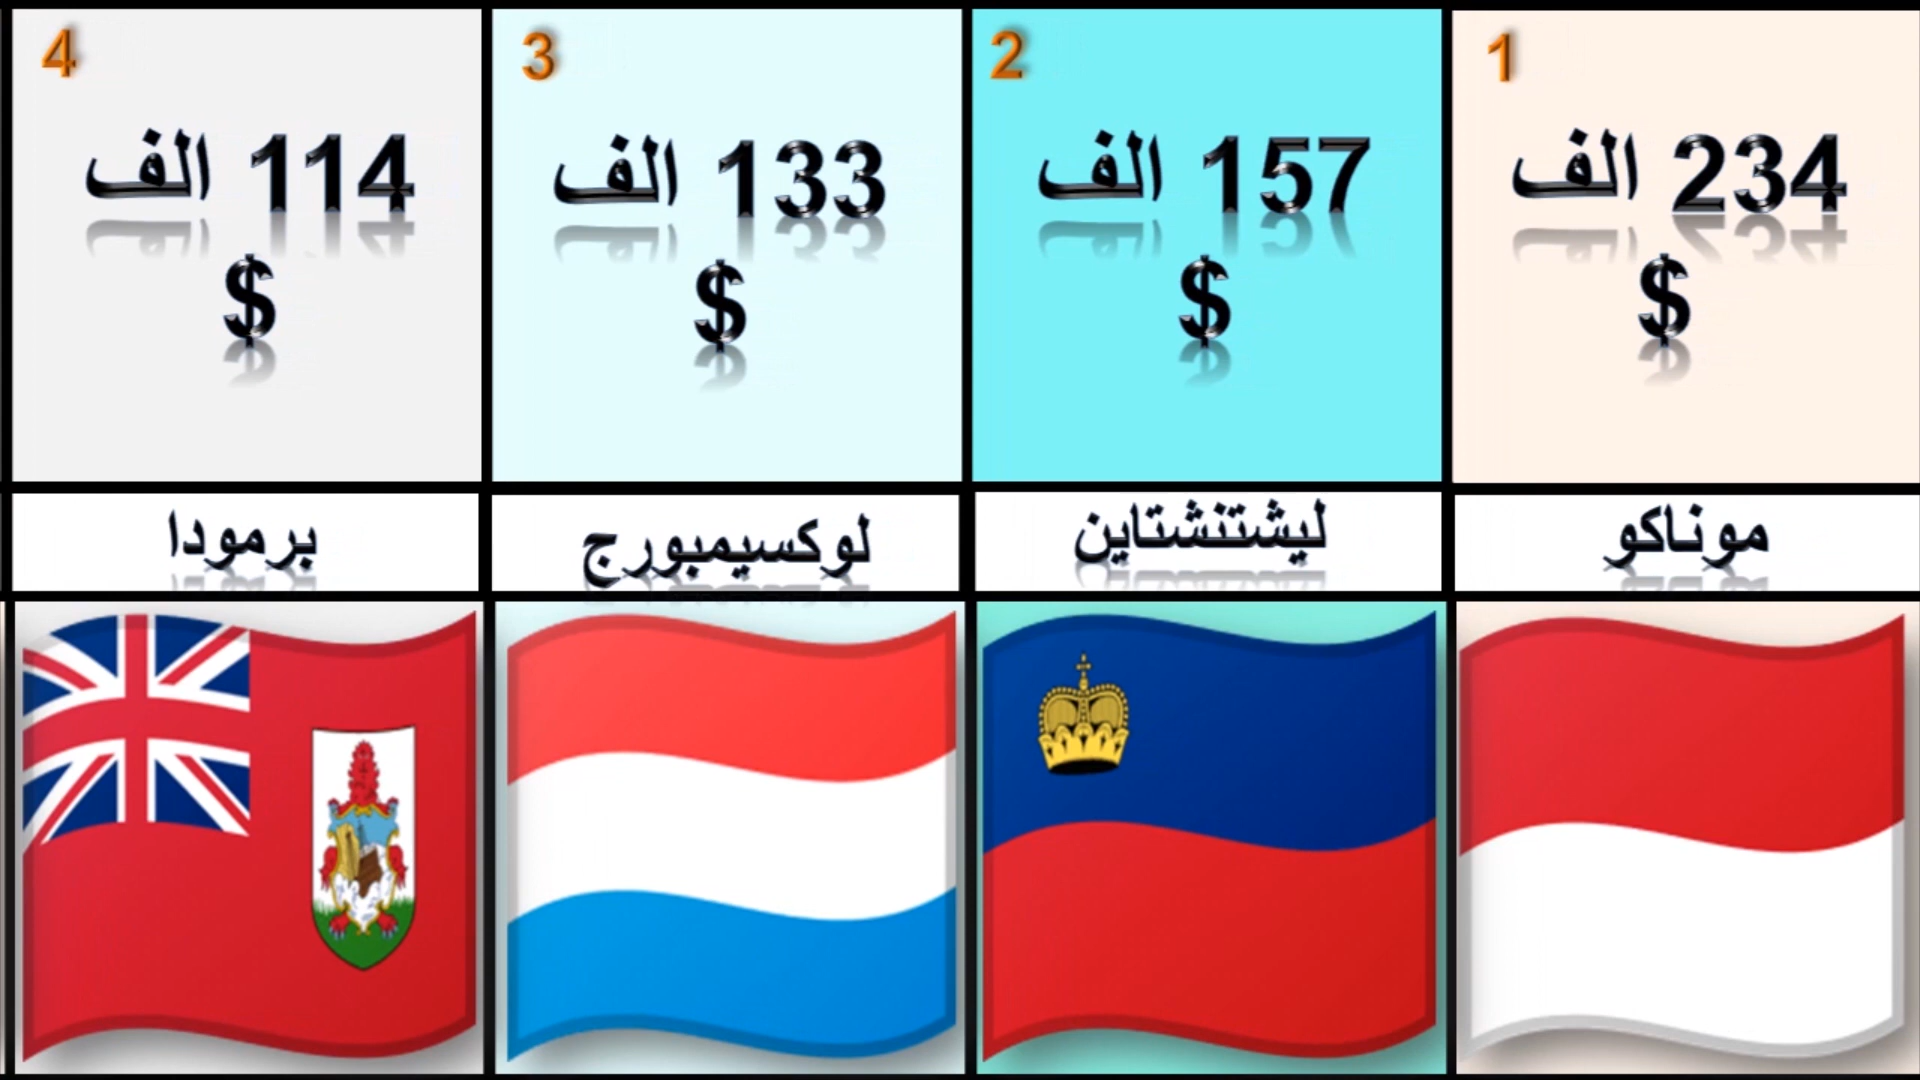 1
234 الف
$
موناكو
2
157 الف
$
ليشتنشتاين
3
133 الف
$
لوكسيمبورج
4
114 الف
$
برمودا